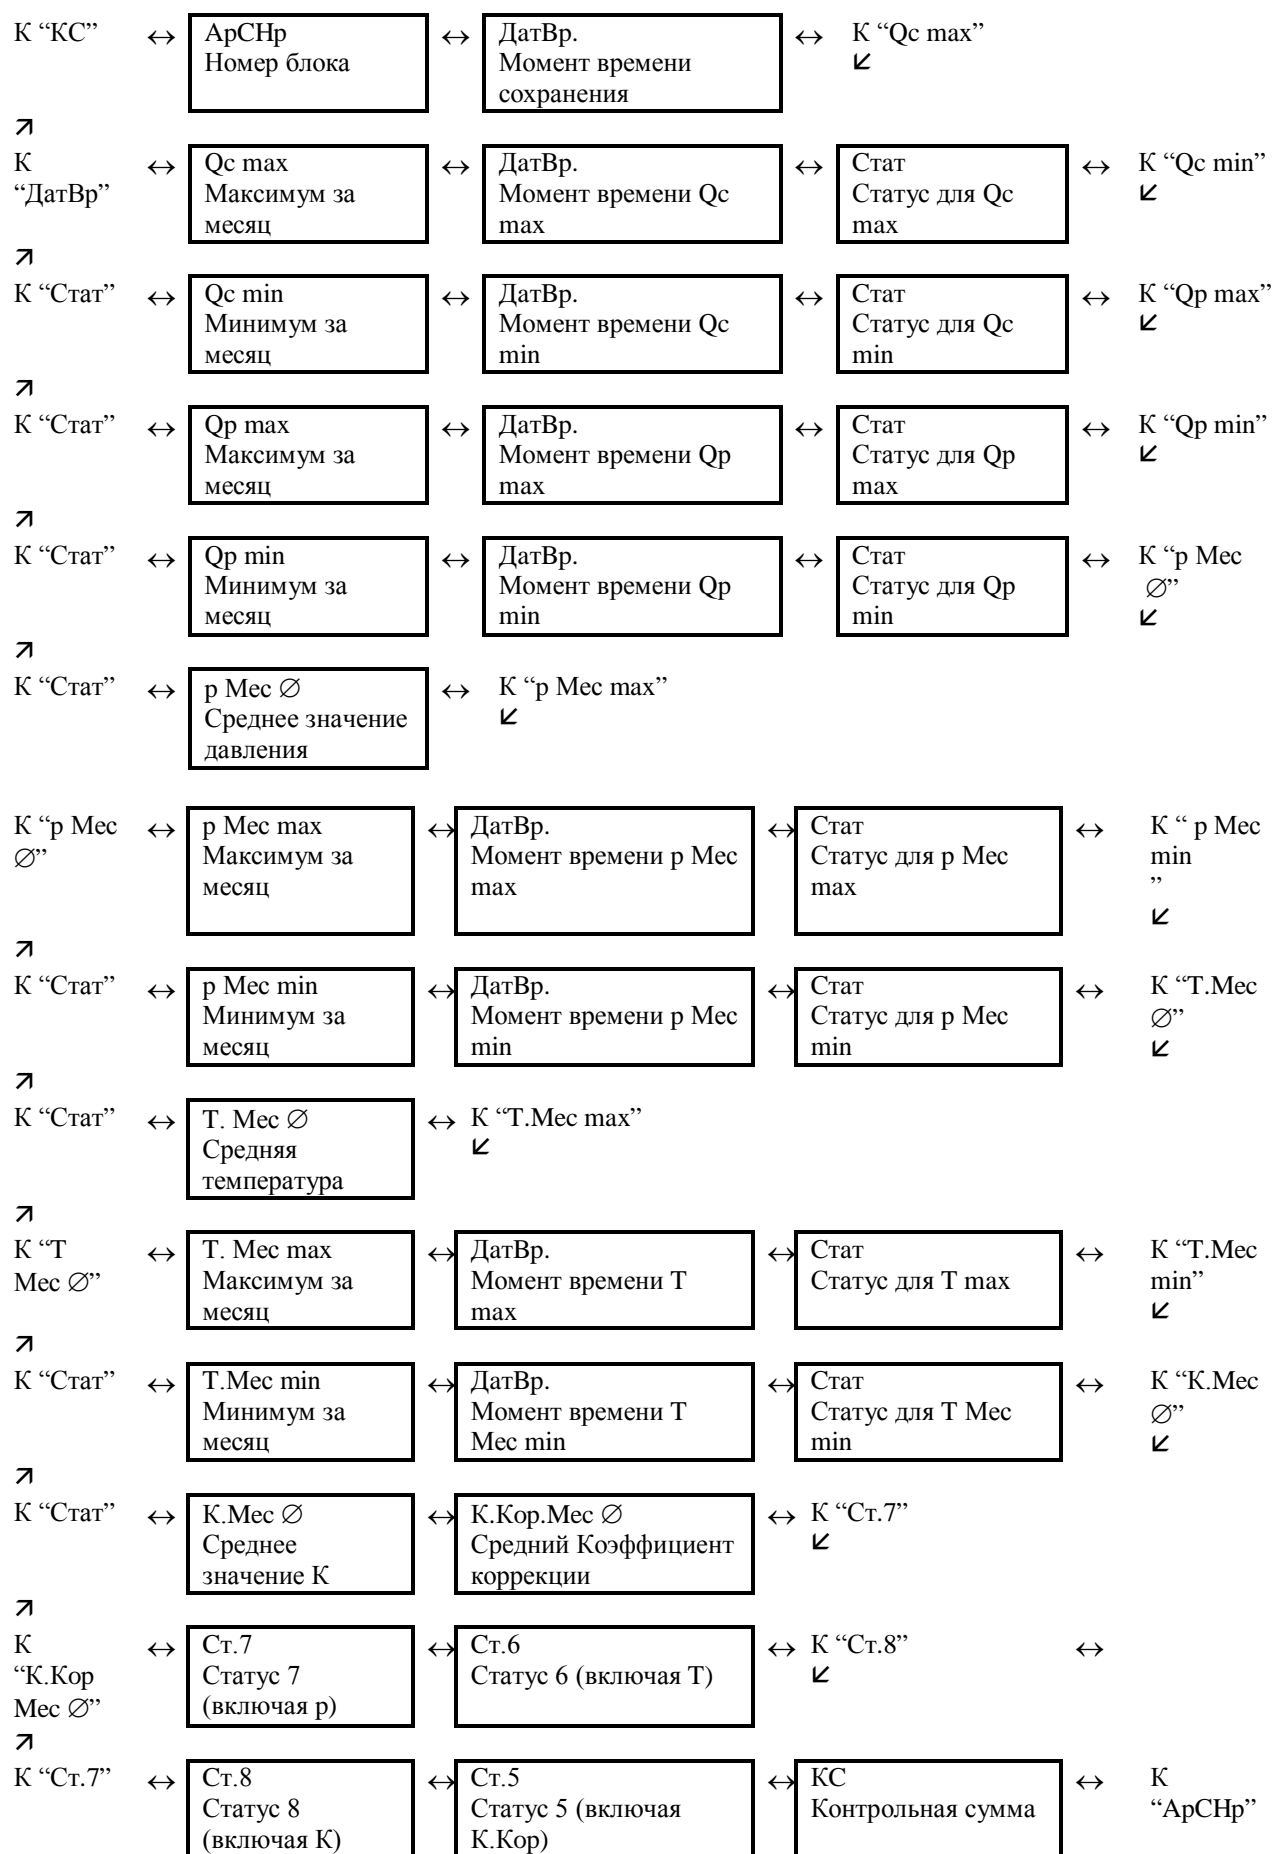 К “КС” ↔ АрСНр ↔ ДатВр. ↔ К “Qc max”
Номер блока Момент времени ↙
сохранения
↗
К ↔ Qc max ↔ ДатВр. ↔ Стат ↔ К “Qc min”
“ДатВр” Максимум за Момент времени Qc Статус для Qc ↙
месяц max max
↗
К “Стат” ↔ Qc min ↔ ДатВр. ↔ Стат ↔ К “Qp max”
Минимум за Момент времени Qc Статус для Qc ↙
месяц min min
↗
К “Стат” ↔ Qp max ↔ ДатВр. ↔ Стат ↔ К “Qp min”
Максимум за Момент времени Qp Статус для Qp ↙
месяц max max
↗
К “Стат” ↔ Qp min ↔ ДатВр. ↔ Стат ↔ К “р Мес
Минимум за Момент времени Qp Статус для Qp ∅”
месяц min min ↙
↗
К “Стат” ↔ р Мес ∅ ↔ К “р Мес max”
Среднее значение ↙
давления
К “р Мес ↔ р Мес max ↔ ДатВр. ↔ Стат ↔ К “ р Мес
∅” Максимум за Момент времени р Мес Статус для р Мес min
месяц max max ”
↙
↗
К “Стат” ↔ р Мес min ↔ ДатВр. ↔ Стат ↔ К “Т.Мес
Минимум за Момент времени р Мес Статус для р Мес ∅”
месяц min min ↙
↗
К “Стат” ↔ Т. Мес ∅ ↔ К “Т.Мес max”
Средняя ↙
температура
↗
К “Т ↔ Т. Мес max ↔ ДатВр. ↔ Стат ↔ К “Т.Мес
Мес ∅” Максимум за Момент времени Т Статус для Т max min”
месяц max ↙
↗
К “Стат” ↔ Т.Мес min ↔ ДатВр. ↔ Стат ↔ К “К.Мес
Минимум за Момент времени Т Статус для Т Мес ∅”
месяц Мес min min ↙
↗
К “Стат” ↔ К.Мес ∅ ↔ К.Кор.Мес ∅ ↔ К “Ст.7”
Среднее Средний Коэффициент ↙
значение К коррекции
↗
К ↔ Ст.7 ↔ Ст.6 ↔ К “Ст.8” ↔
“К.Кор Статус 7 Статус 6 (включая Т) ↙
Мес ∅” (включая р)
↗
К “Ст.7” ↔ Ст.8 ↔ Ст.5 ↔ КС ↔ К
Статус 8 Статус 5 (включая Контрольная сумма “АрСНр”
(включая К) К.Кор)